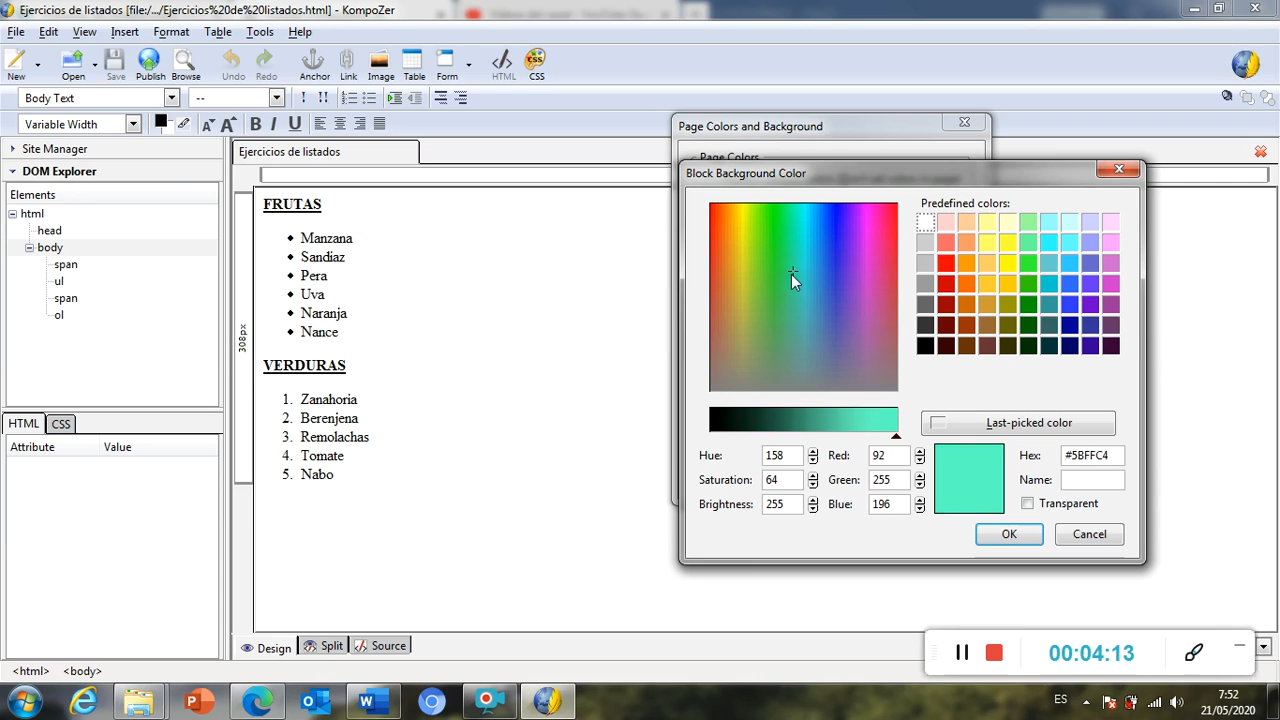 Ejercicios de listados [file:/.../Ejercicios%20de%20listados.html] - KompoZer
File Edit View Insert Format Table Tools Help
New Open Save Publish Browse Undo Redo Anchor Link Image Table Form HTML CSS
Body Text --
Variable Width
Site Manager
DOM Explorer
Elements
html
head
body
span
ul
span
ol
HTML CSS
Attribute Value
Ejercicios de listados
308px
FRUTAS
Manzana
Sandiaz
Pera
Uva
Naranja
Nance
VERDURAS
1. Zanahoria
2. Berenjena
3. Remolachas
4. Tomate
5. Nabo
Page Colors and Background
Page Colors
Block Background Color
Predefined colors:
Last-picked color
Hue: 158 Red: 92 Hex: #5BFFC4
Saturation: 64 Green: 255 Name:
Brightness: 255 Blue: 196 Transparent
OK Cancel
Design Split Source
00:04:13
<html> <body>
ES 7:52
21/05/2020